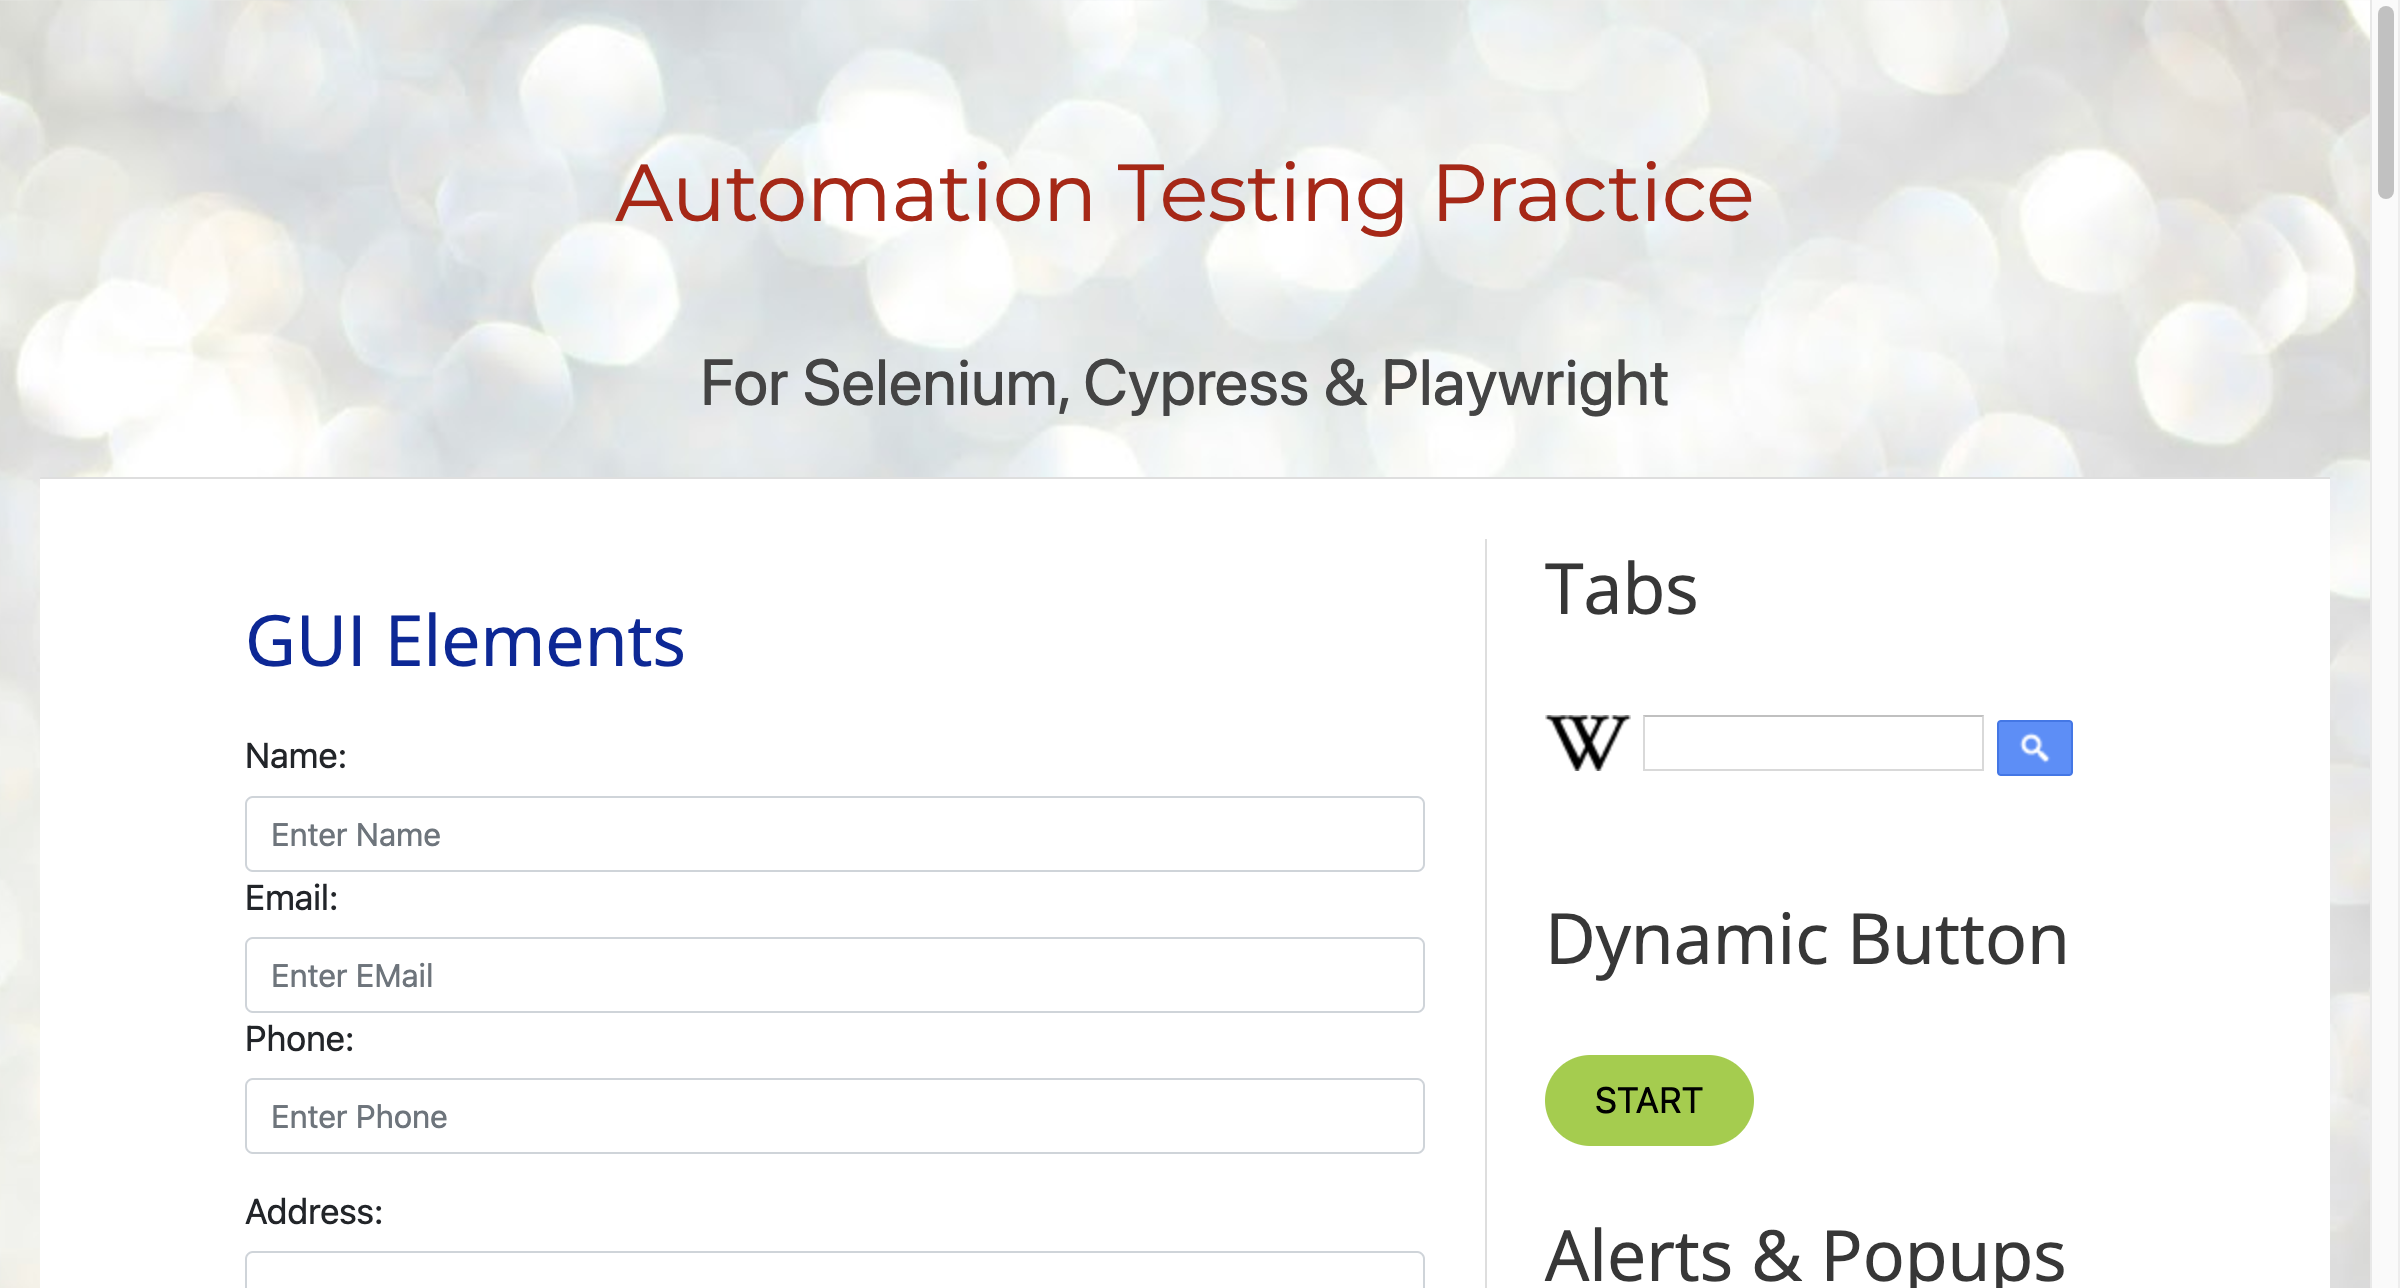 Automation Testing Practice
For Selenium, Cypress & Playwright
GUI Elements
Name:
Enter Name
Email:
Enter EMail
Phone:
Enter Phone
Address:
Tabs
W
Dynamic Button
START
Alerts & Popups